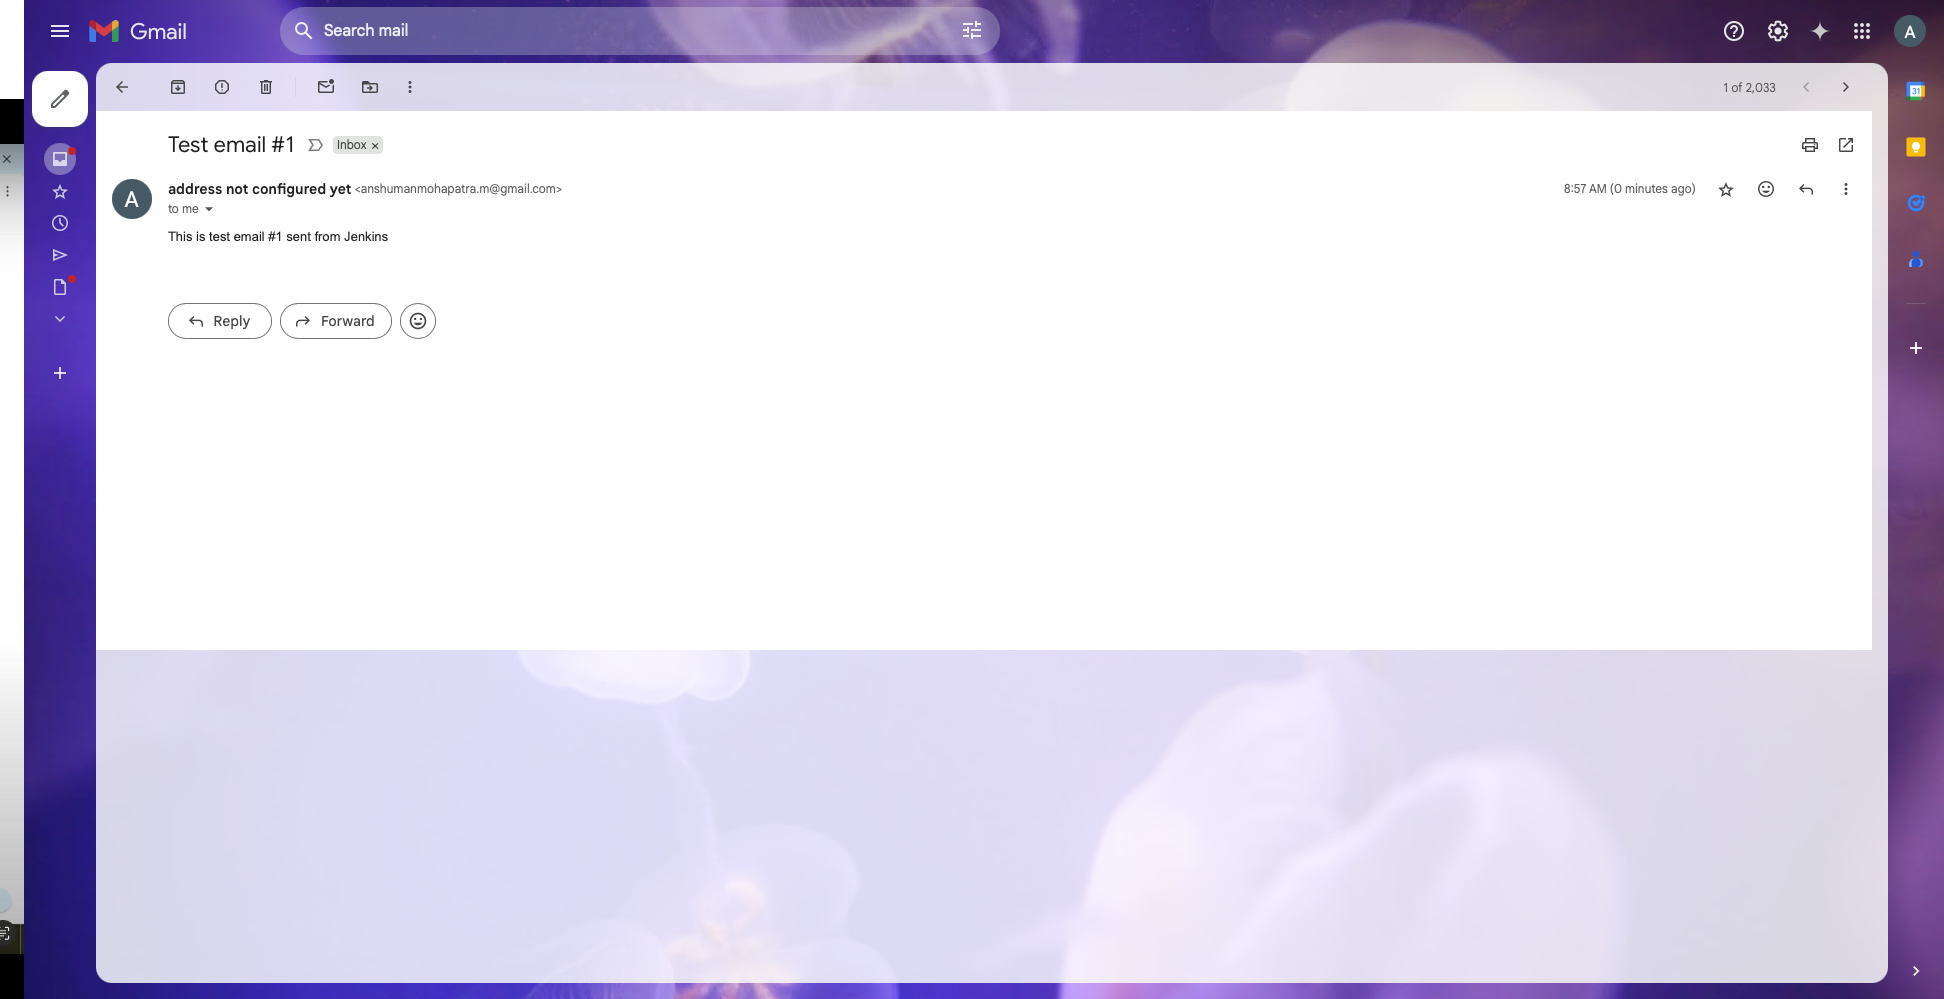 Gmail
Search mail
A
1 of 2,033
Test email #1 Inbox ×
A
address not configured yet <anshumanmohapatra.m@gmail.com>
8:57 AM (0 minutes ago)
to me
This is test email #1 sent from Jenkins
Reply
Forward
31